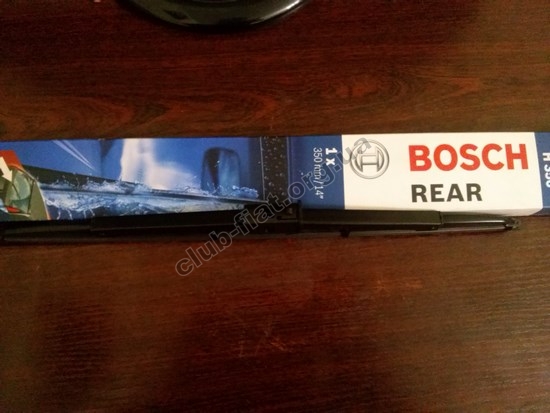 1 x
350 mm/14"
BOSCH
REAR
club-fiat.org.ua